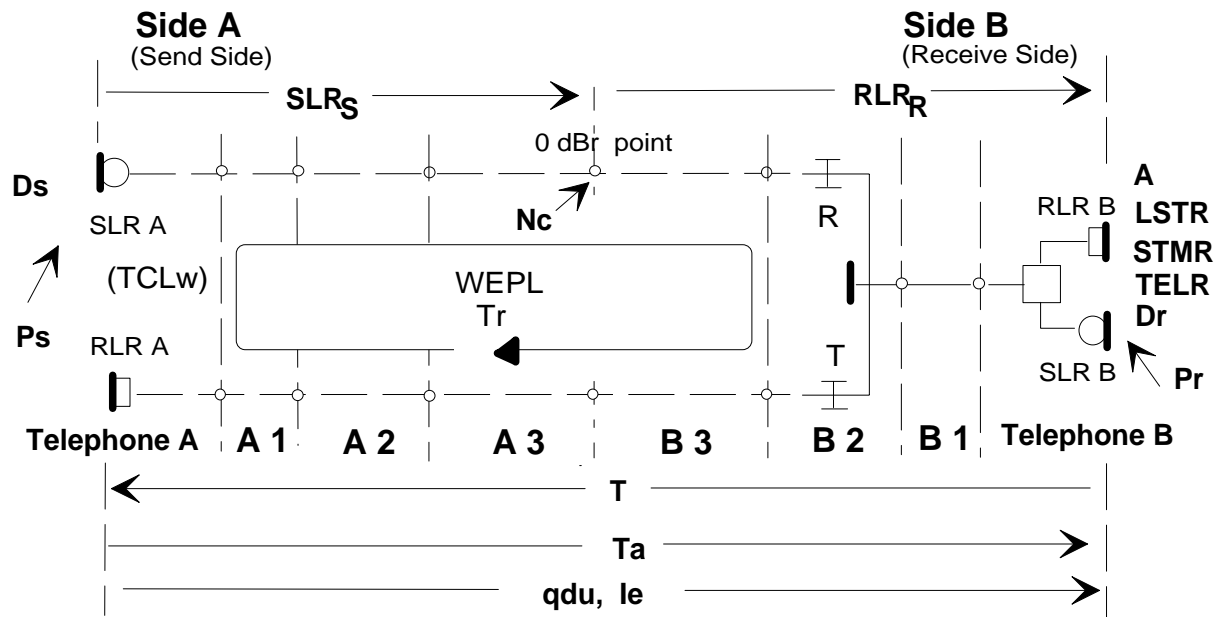 Side A
(Send Side)
Side B
(Receive Side)
SLRS
RLRR
0 dBr point
Ds
Nc
R
A
SLR A
RLR B
LSTR
(TCLw)
WEPL
STMR
Tr
TELR
Ps
Dr
RLR A
T
SLR B
Pr
Telephone A
A 1
A 2
A 3
B 3
B 2
B 1
Telephone B
T
Ta
qdu, Ie